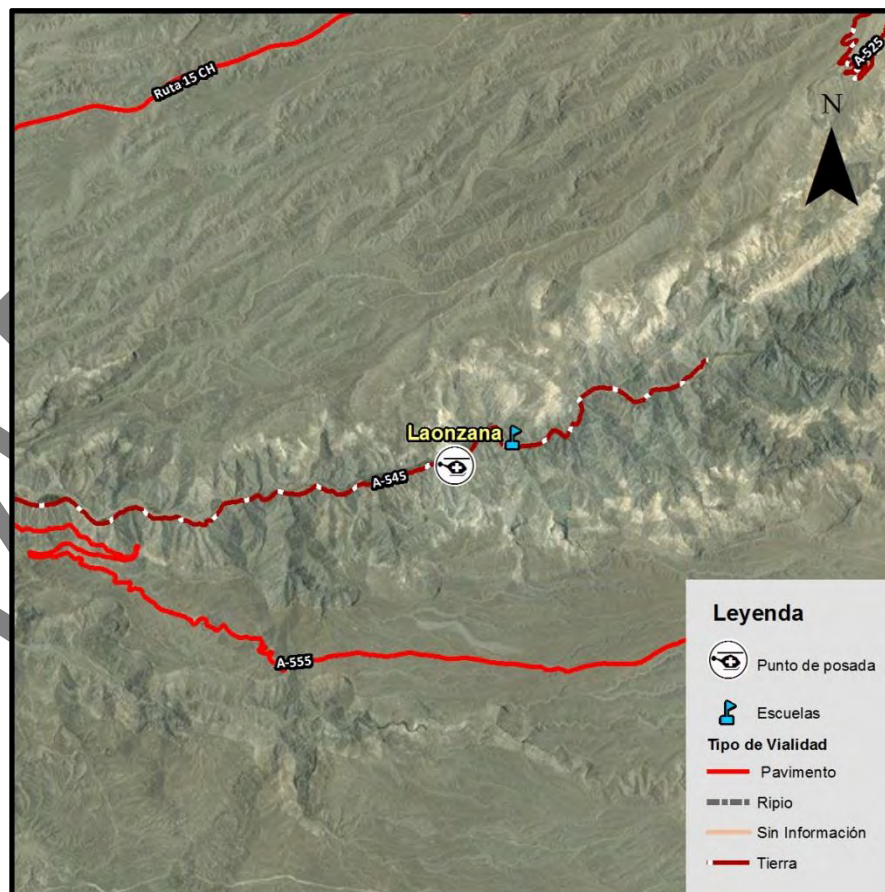 Ruta 15 CH
A-525
N
Laonzana
A-545
A-555
Leyenda
Punto de posada
Escuelas
Tipo de Vialidad
Pavimento
Ripio
Sin Información
Tierra